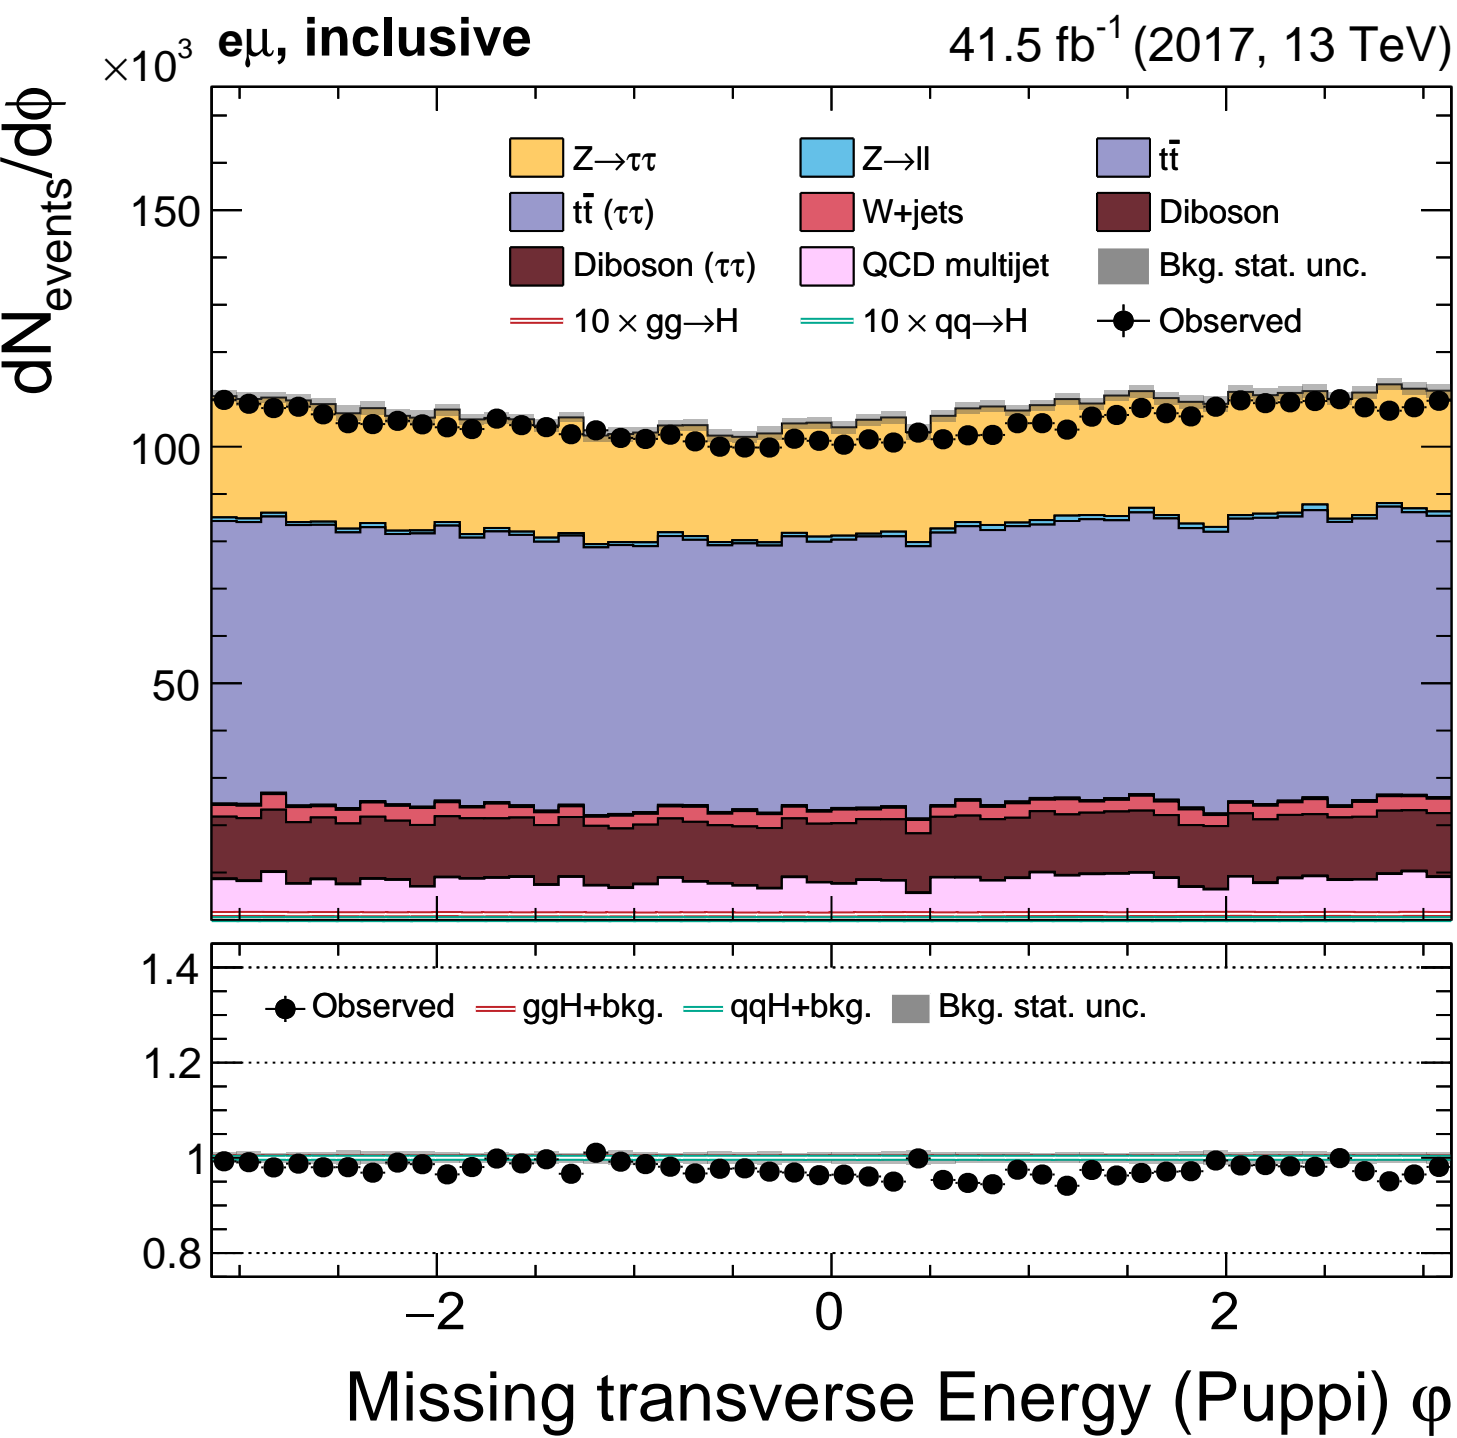 ×10³ eμ, inclusive 41.5 fb⁻¹ (2017, 13 TeV)
dN_events/dϕ
Z→ττ Z→ll tt̄
tt̄ (ττ) W+jets Diboson
Diboson (ττ) QCD multijet Bkg. stat. unc.
10 × gg→H 10 × qq→H Observed
150
100
50
1.4
Observed ggH+bkg. qqH+bkg. Bkg. stat. unc.
1.2
1
0.8
−2 0 2
Missing transverse Energy (Puppi) φ